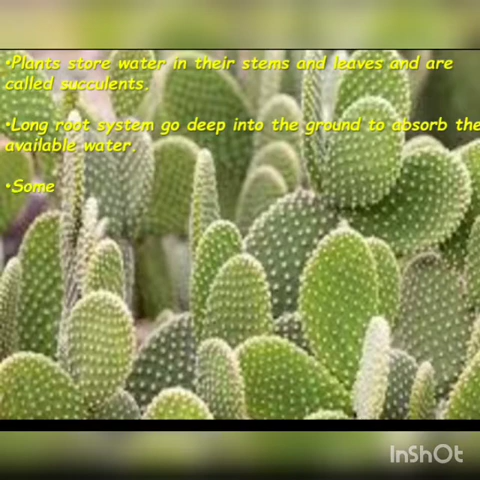 •Plants store water in their stems and leaves and are
called succulents.
•Long root system go deep into the ground to absorb the
available water.
•Some
InShOt